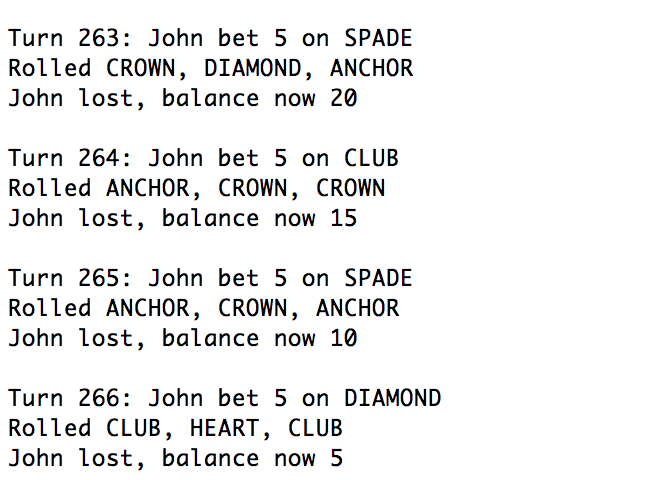 Turn 263: John bet 5 on SPADE
Rolled CROWN, DIAMOND, ANCHOR
John lost, balance now 20
Turn 264: John bet 5 on CLUB
Rolled ANCHOR, CROWN, CROWN
John lost, balance now 15
Turn 265: John bet 5 on SPADE
Rolled ANCHOR, CROWN, ANCHOR
John lost, balance now 10
Turn 266: John bet 5 on DIAMOND
Rolled CLUB, HEART, CLUB
John lost, balance now 5